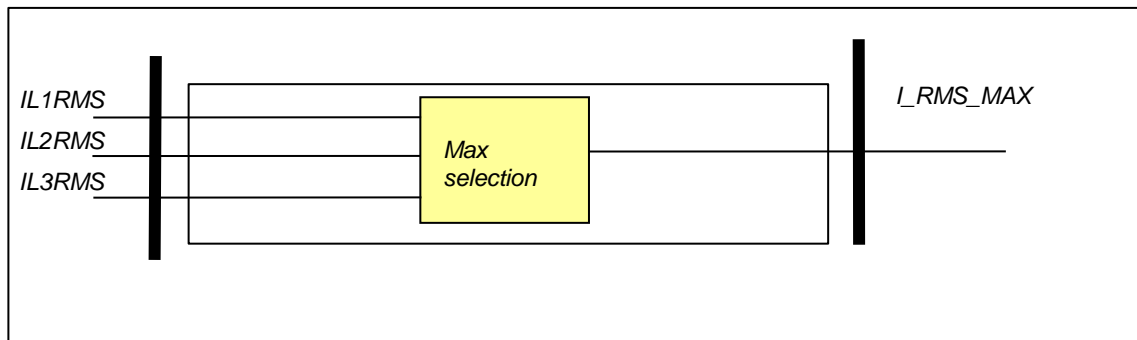 IL1RMS
IL2RMS
IL3RMS
Max
selection
I_RMS_MAX